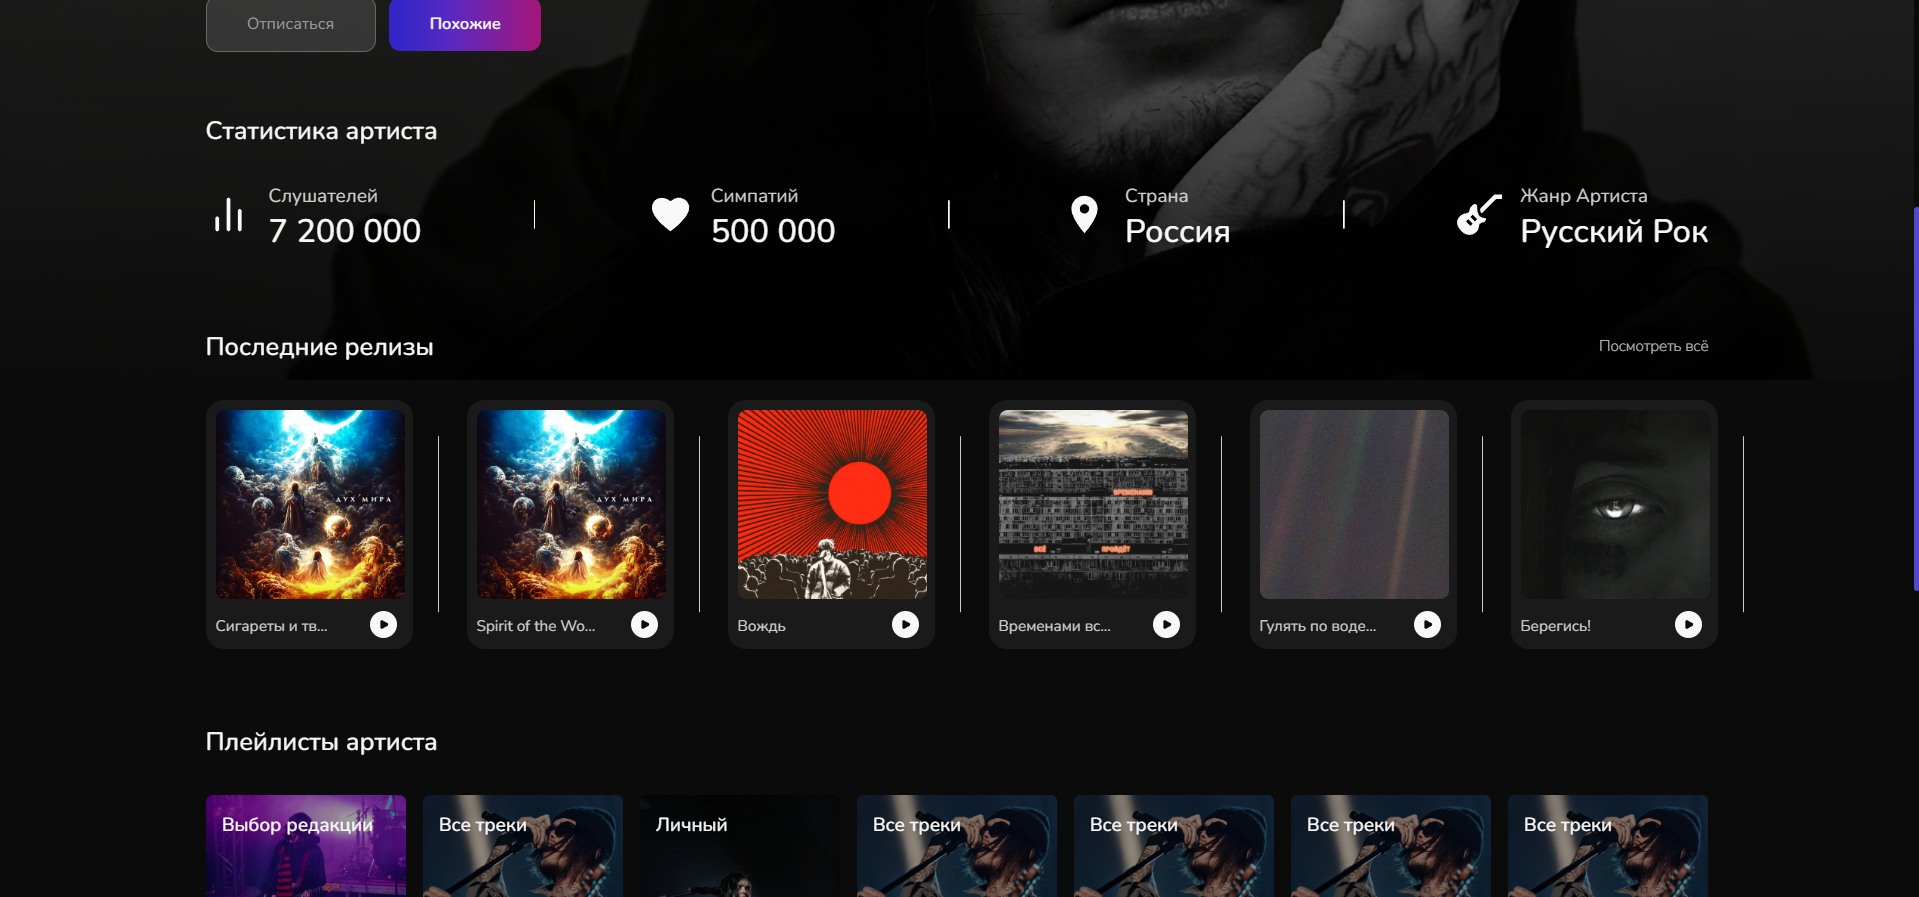 Отписаться
Похожие
Статистика артиста
Слушателей
7 200 000
Симпатий
500 000
Страна
Россия
Жанр Артиста
Русский Рок
Последние релизы
Посмотреть всё
ДУХ МИРА
ДУХ МИРА
ВРЕМЕНАМИ
ВСЁ
ПРОЙДЁТ
Сигареты и тв...
Spirit of the Wo...
Вождь
Временами вс...
Гулять по воде...
Берегись!
Плейлисты артиста
Выбор редакции
Все треки
Личный
Все треки
Все треки
Все треки
Все треки